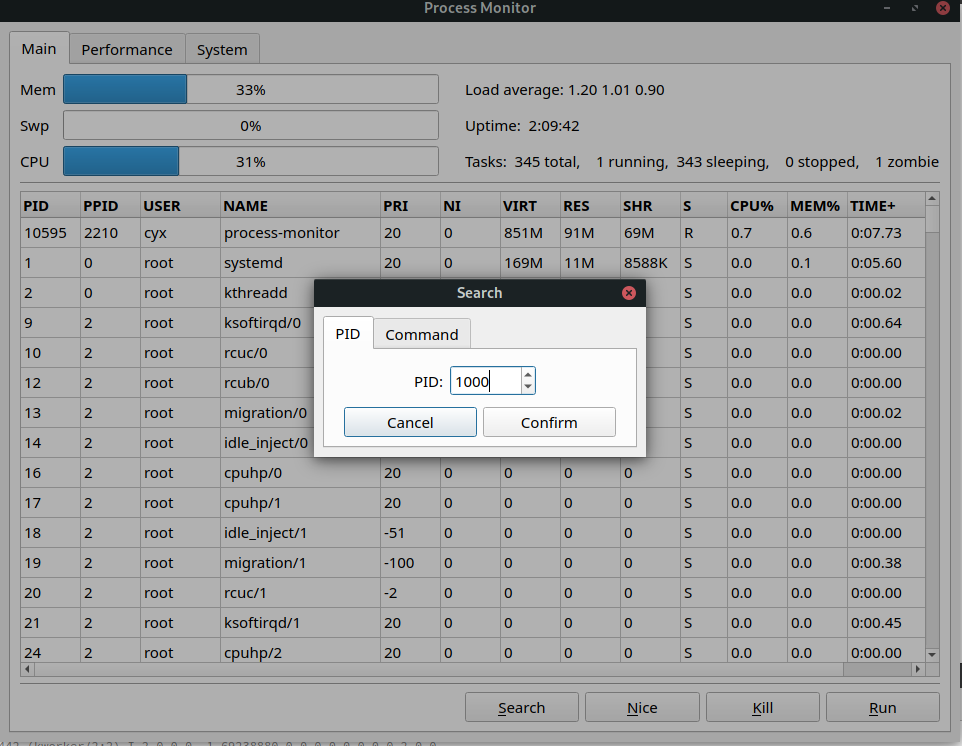 Process Monitor
Main Performance System
Mem 33% Load average: 1.20 1.01 0.90
Swp 0% Uptime: 2:09:42
CPU 31% Tasks: 345 total, 1 running, 343 sleeping, 0 stopped, 1 zombie
PID PPID USER NAME PRI NI VIRT RES SHR S CPU% MEM% TIME+
10595 2210 cyx process-monitor 20 0 851M 91M 69M R 0.7 0.6 0:07.73
1 0 root systemd 20 0 169M 11M 8588K S 0.0 0.1 0:05.60
2 0 root kthreadd S 0.0 0.0 0:00.02
9 2 root ksoftirqd/0 S 0.0 0.0 0:00.64
10 2 root rcuc/0 S 0.0 0.0 0:00.00
12 2 root rcub/0 S 0.0 0.0 0:00.00
13 2 root migration/0 S 0.0 0.0 0:00.02
14 2 root idle_inject/0 S 0.0 0.0 0:00.00
16 2 root cpuhp/0 20 0 0 0 0 S 0.0 0.0 0:00.00
17 2 root cpuhp/1 20 0 0 0 0 S 0.0 0.0 0:00.00
18 2 root idle_inject/1 -51 0 0 0 0 S 0.0 0.0 0:00.00
19 2 root migration/1 -100 0 0 0 0 S 0.0 0.0 0:00.38
20 2 root rcuc/1 -2 0 0 0 0 S 0.0 0.0 0:00.00
21 2 root ksoftirqd/1 20 0 0 0 0 S 0.0 0.0 0:00.45
24 2 root cpuhp/2 20 0 0 0 0 S 0.0 0.0 0:00.00
Search
PID Command
PID: 1000
Cancel Confirm
Search Nice Kill Run